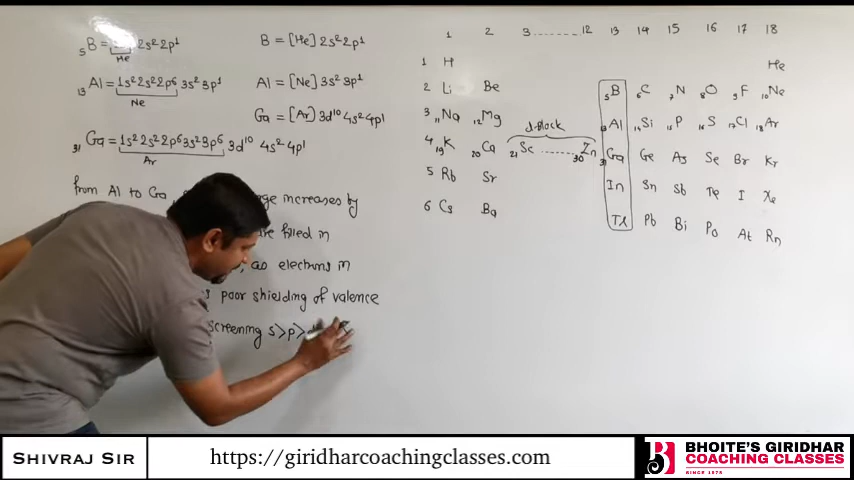 ₅B = 1s² 2s² 2p¹
He
₁₃Al = 1s² 2s² 2p⁶ 3s² 3p¹
Ne
₃₁Ga = 1s² 2s² 2p⁶ 3s² 3p⁶ 3d¹⁰ 4s² 4p¹
Ar
B = [He] 2s² 2p¹
Al = [Ne] 3s² 3p¹
Ga = [Ar] 3d¹⁰ 4s² 4p¹
from Al to Ga increases by
are filled in
, as electrons in
poor shielding of valence
screening s>p>
1 2 3........12 13 14 15 16 17 18
1 H He
2 Li Be ₅B ₆C ₇N ₈O ₉F ₁₀Ne
d-Block
3 ₁₁Na ₁₂Mg Al ₁₄Si ₁₅P ₁₆S ₁₇Cl ₁₈Ar
4 ₁₉K ₂₀Ca ₂₁Sc ........ ₃₀Zn ₃₁Ga Ge As Se Br Kr
5 Rb Sr In Sn Sb Te I Xe
6 Cs Ba Tl Pb Bi Po At Rn
SHIVRAJ SIR
https://giridharcoachingclasses.com
BHOITE'S GIRIDHAR
COACHING CLASSES
SINCE 1975